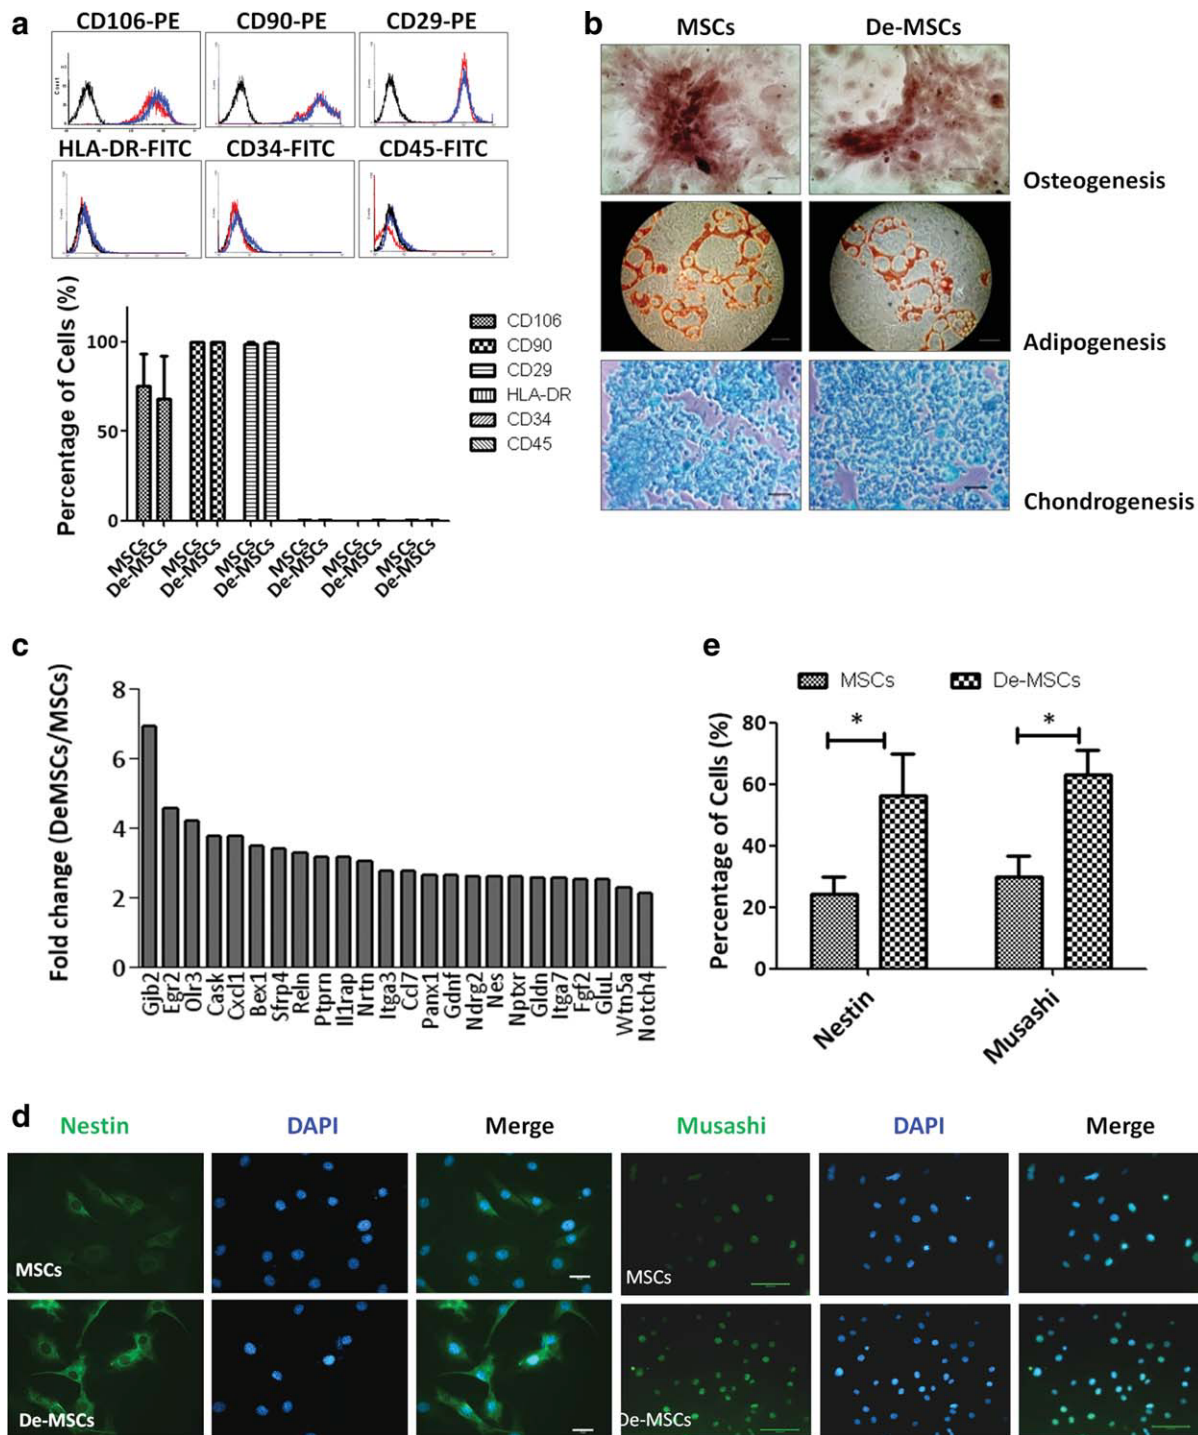 a
CD106-PE
CD90-PE
CD29-PE
HLA-DR-FITC
CD34-FITC
CD45-FITC
Percentage of Cells (%)
100
50
0
MSCs
De-MSCs
MSCs
De-MSCs
MSCs
De-MSCs
MSCs
De-MSCs
MSCs
De-MSCs
MSCs
De-MSCs
CD106
CD90
CD29
HLA-DR
CD34
CD45
b
MSCs
De-MSCs
Osteogenesis
Adipogenesis
Chondrogenesis
c
Fold change (DeMSCs/MSCs)
8
6
4
2
0
Gjb2
Egr2
Olr3
Cask
Cxcl1
Bex1
Sfrp4
Reln
Ptprn
Il1rap
Nrtn
Itga3
Ccl7
Panx1
Gdnf
Ndrg2
Nes
Nptxr
Gldn
Itga7
Fgf2
GluL
Wtn5a
Notch4
e
MSCs
De-MSCs
Percentage of Cells (%)
80
60
40
20
0
*
*
Nestin
Musashi
d
Nestin
DAPI
Merge
Musashi
DAPI
Merge
MSCs
MSCs
De-MSCs
De-MSCs